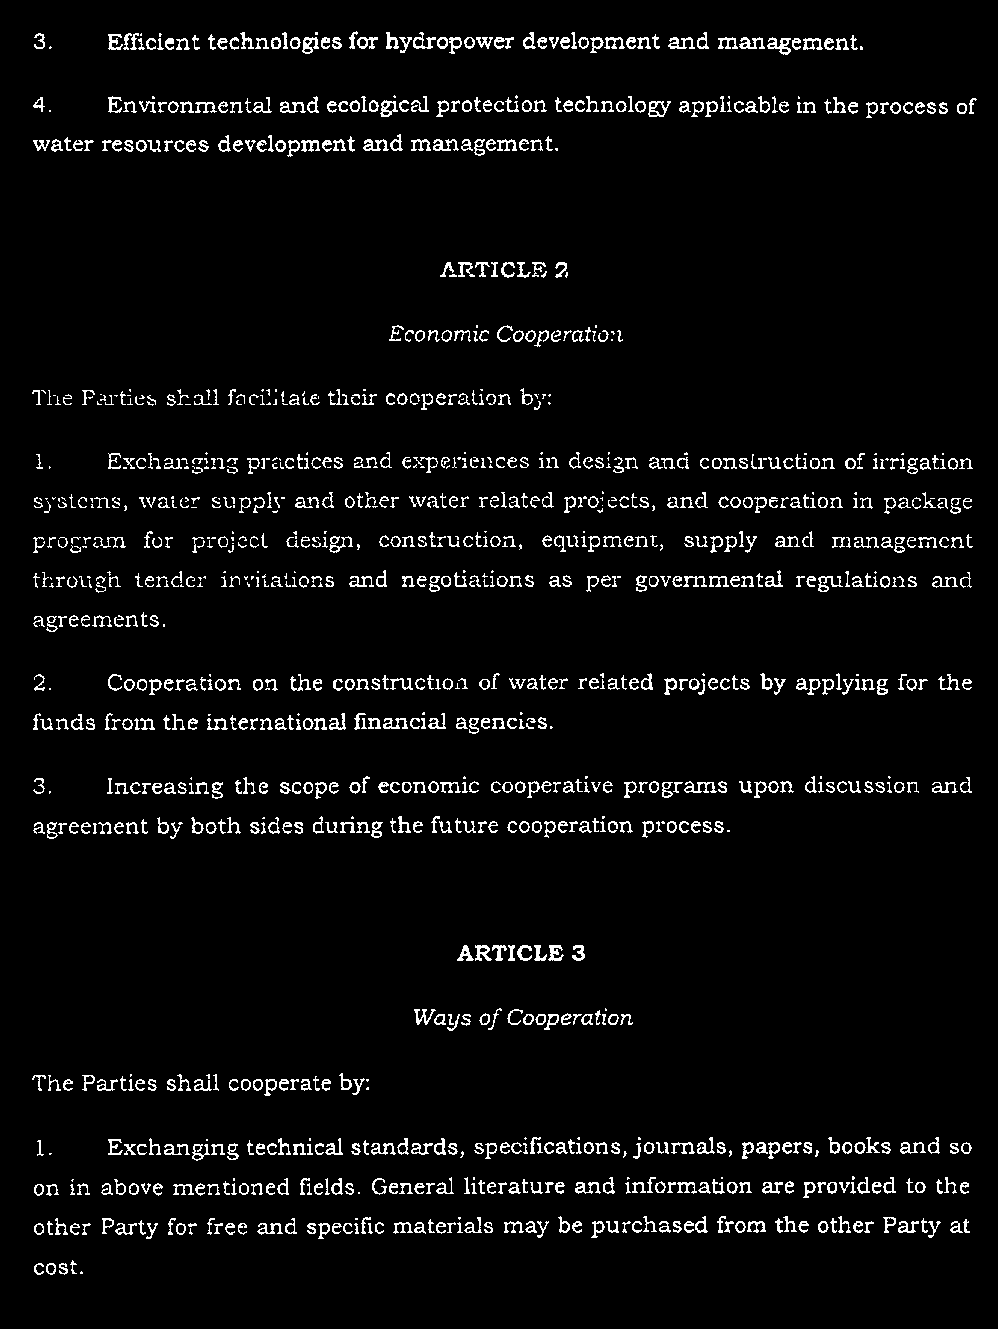 3. Efficient technologies for hydropower development and management.
4. Environmental and ecological protection technology applicable in the process of
water resources development and management.
ARTICLE 2
Economic Cooperation
The Parties shall facilitate their cooperation by:
1. Exchanging practices and experiences in design and construction of irrigation
systems, water supply and other water related projects, and cooperation in package
program for project design, construction, equipment, supply and management
through tender invitations and negotiations as per governmental regulations and
agreements.
2. Cooperation on the construction of water related projects by applying for the
funds from the international financial agencies.
3. Increasing the scope of economic cooperative programs upon discussion and
agreement by both sides during the future cooperation process.
ARTICLE 3
Ways of Cooperation
The Parties shall cooperate by:
1. Exchanging technical standards, specifications, journals, papers, books and so
on in above mentioned fields. General literature and information are provided to the
other Party for free and specific materials may be purchased from the other Party at
cost.